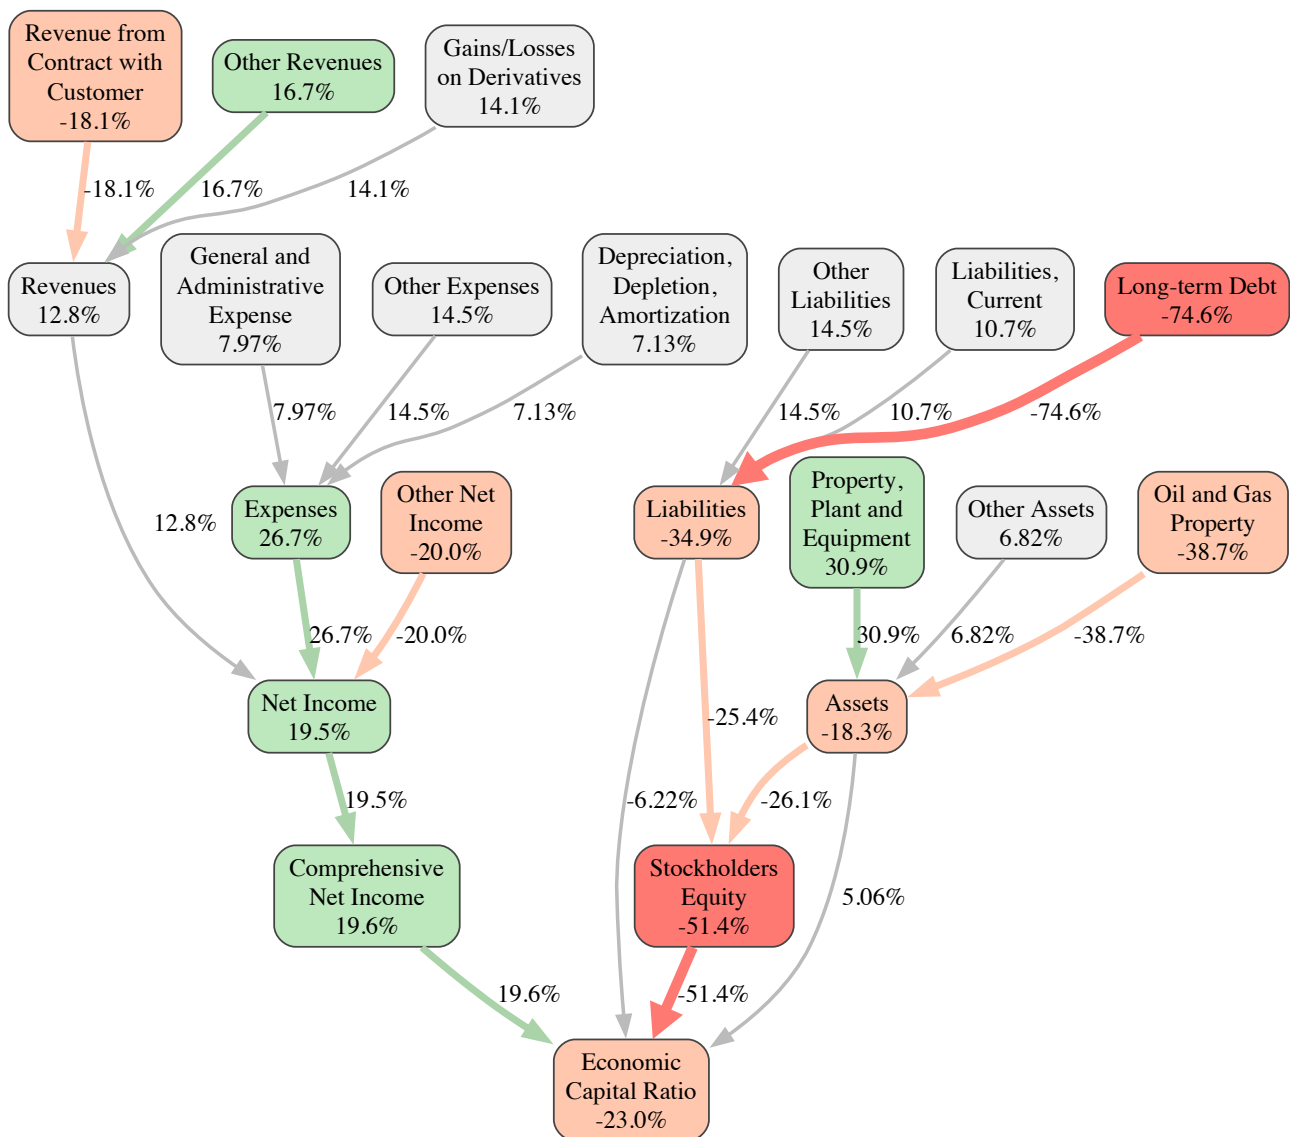 Revenue from
Contract with
Customer
-18.1%
Other Revenues
16.7%
Gains/Losses
on Derivatives
14.1%
-18.1%
16.7%
14.1%
Revenues
12.8%
General and
Administrative
Expense
7.97%
Other Expenses
14.5%
Depreciation,
Depletion,
Amortization
7.13%
Other
Liabilities
14.5%
Liabilities,
Current
10.7%
Long-term Debt
-74.6%
7.97%
14.5%
7.13%
14.5%
10.7%
-74.6%
12.8%
Expenses
26.7%
Other Net
Income
-20.0%
Liabilities
-34.9%
Property,
Plant and
Equipment
30.9%
Other Assets
6.82%
Oil and Gas
Property
-38.7%
26.7%
-20.0%
30.9%
6.82%
-38.7%
Net Income
19.5%
-25.4%
Assets
-18.3%
19.5%
-6.22%
-26.1%
Comprehensive
Net Income
19.6%
Stockholders
Equity
-51.4%
5.06%
19.6%
-51.4%
Economic
Capital Ratio
-23.0%